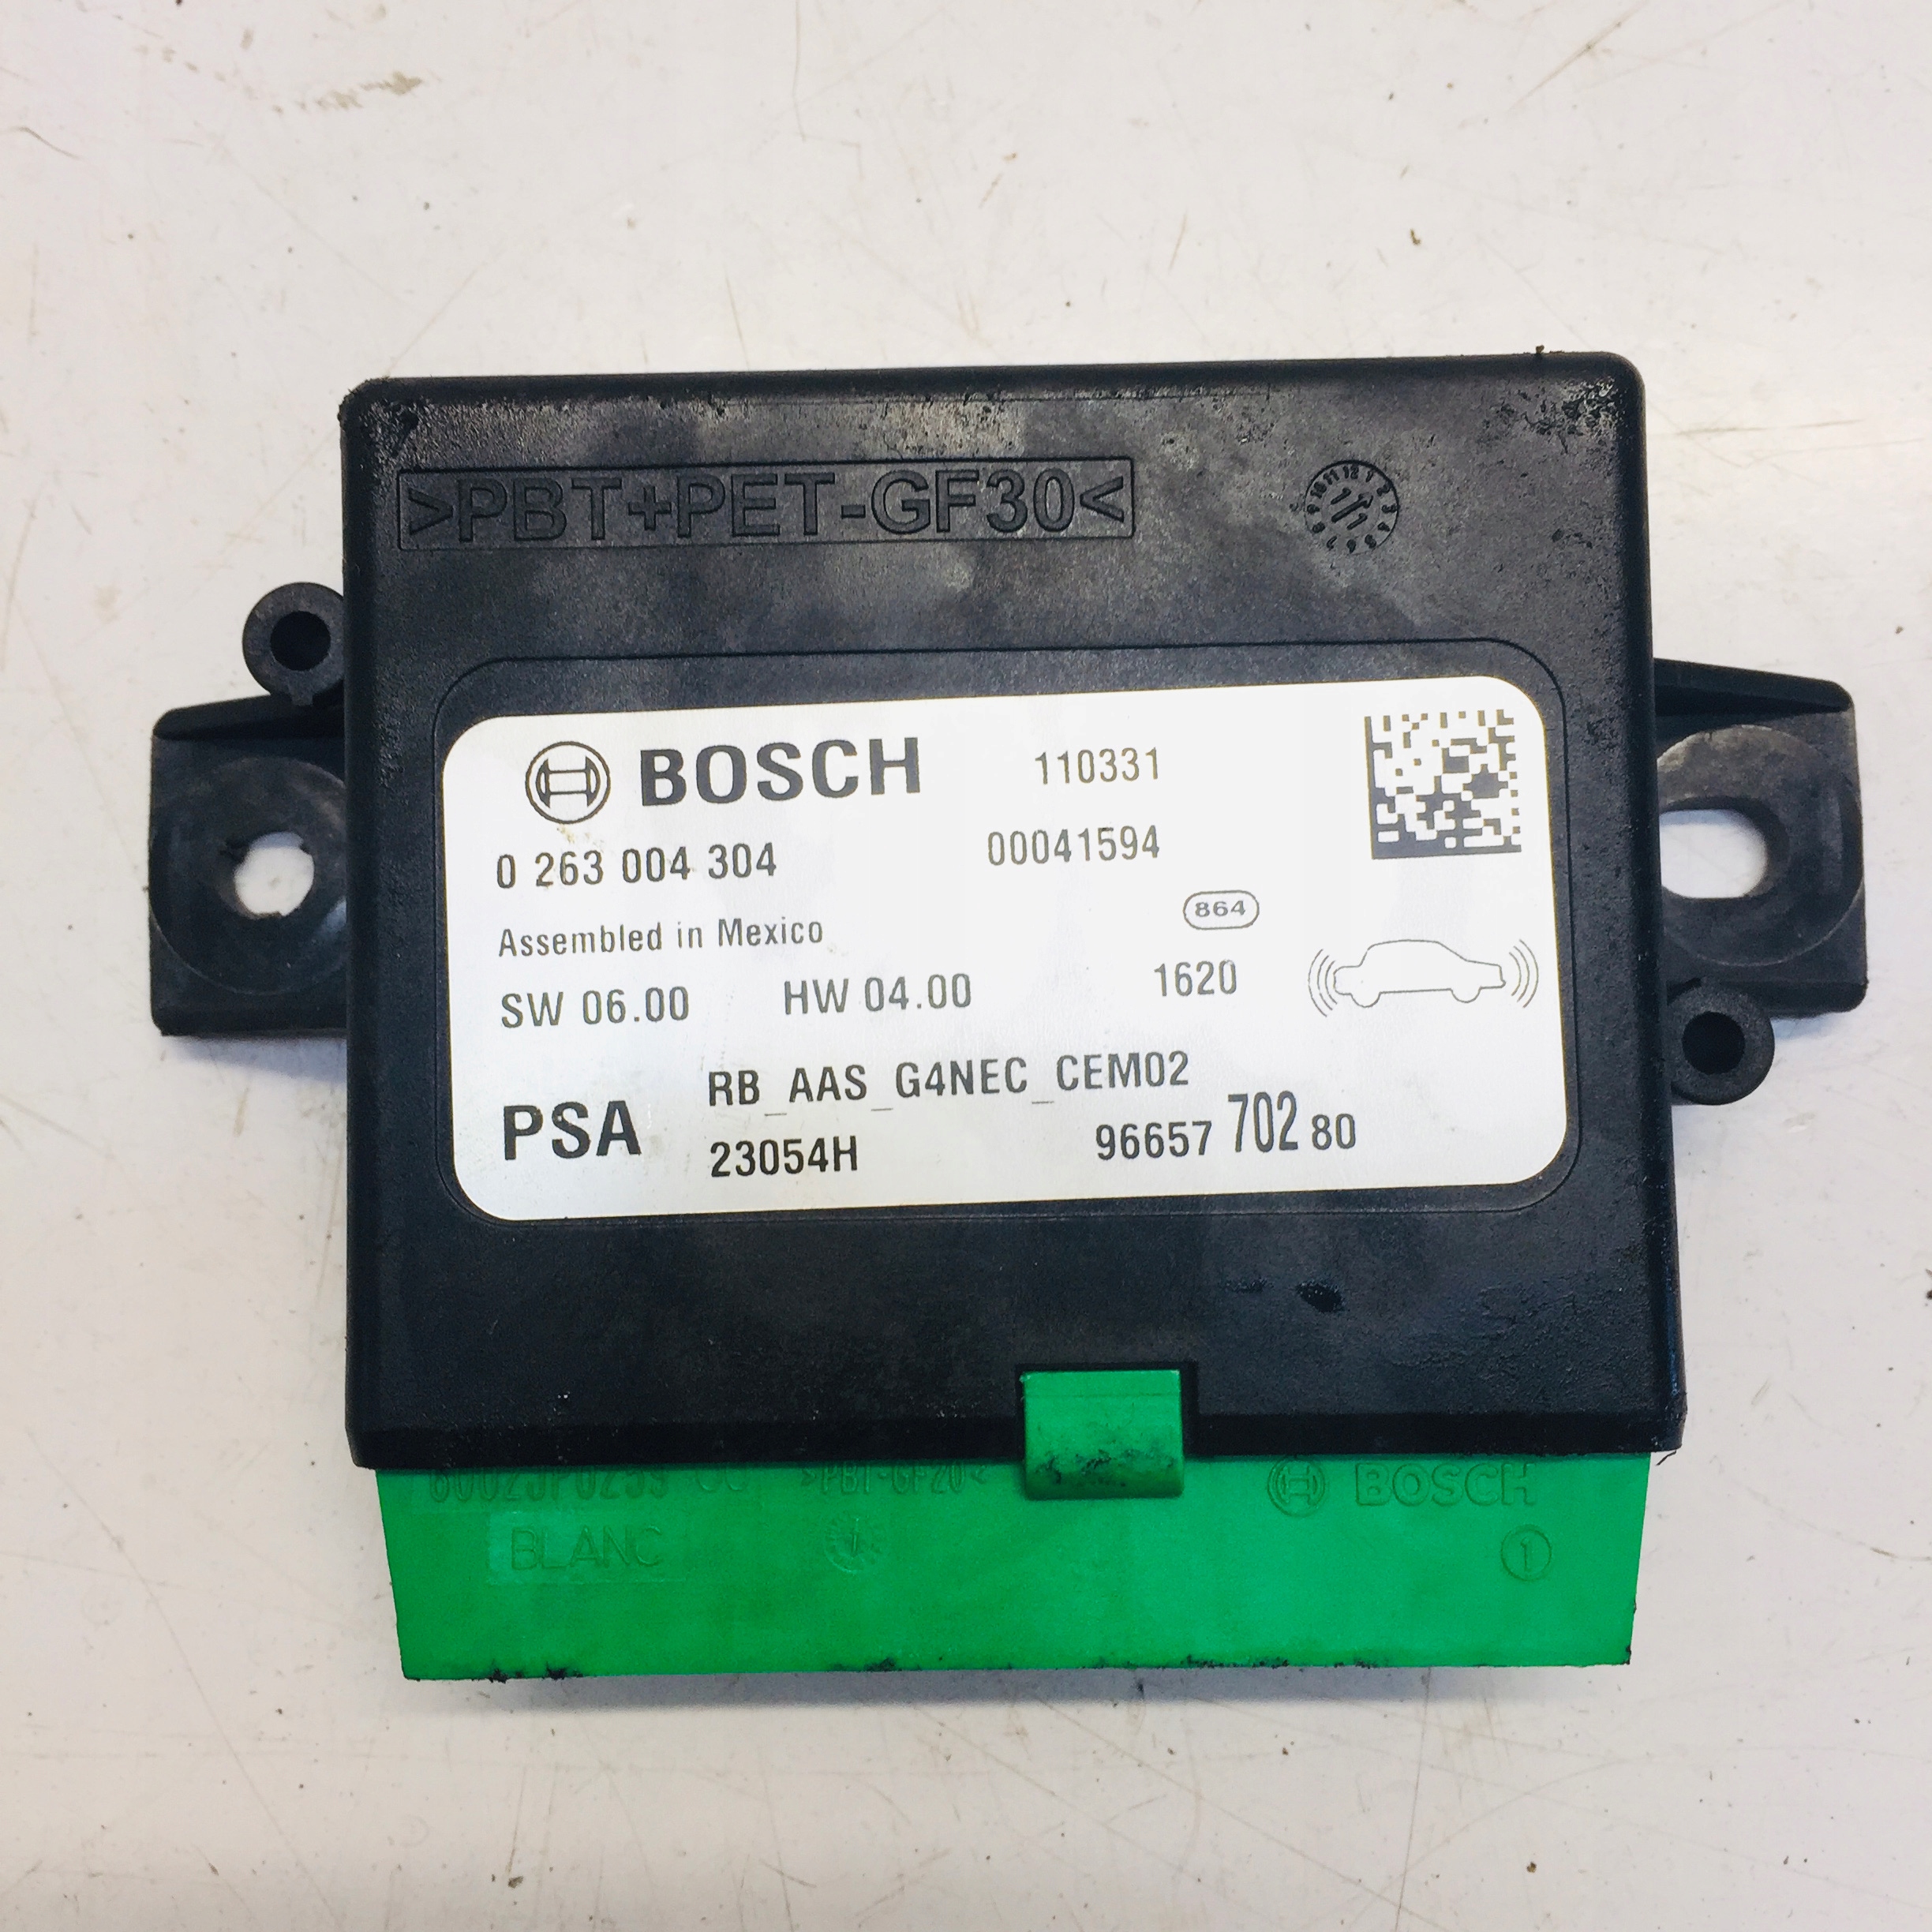 >PBT+PET-GF30<
BOSCH 110331
0 263 004 304 00041594
Assembled in Mexico 864
SW 06.00 HW 04.00 1620
RB_AAS_G4NEC_CEM02
PSA 23054H 96657 702 80
>PBT-GF20< BOSCH
BLANC 1